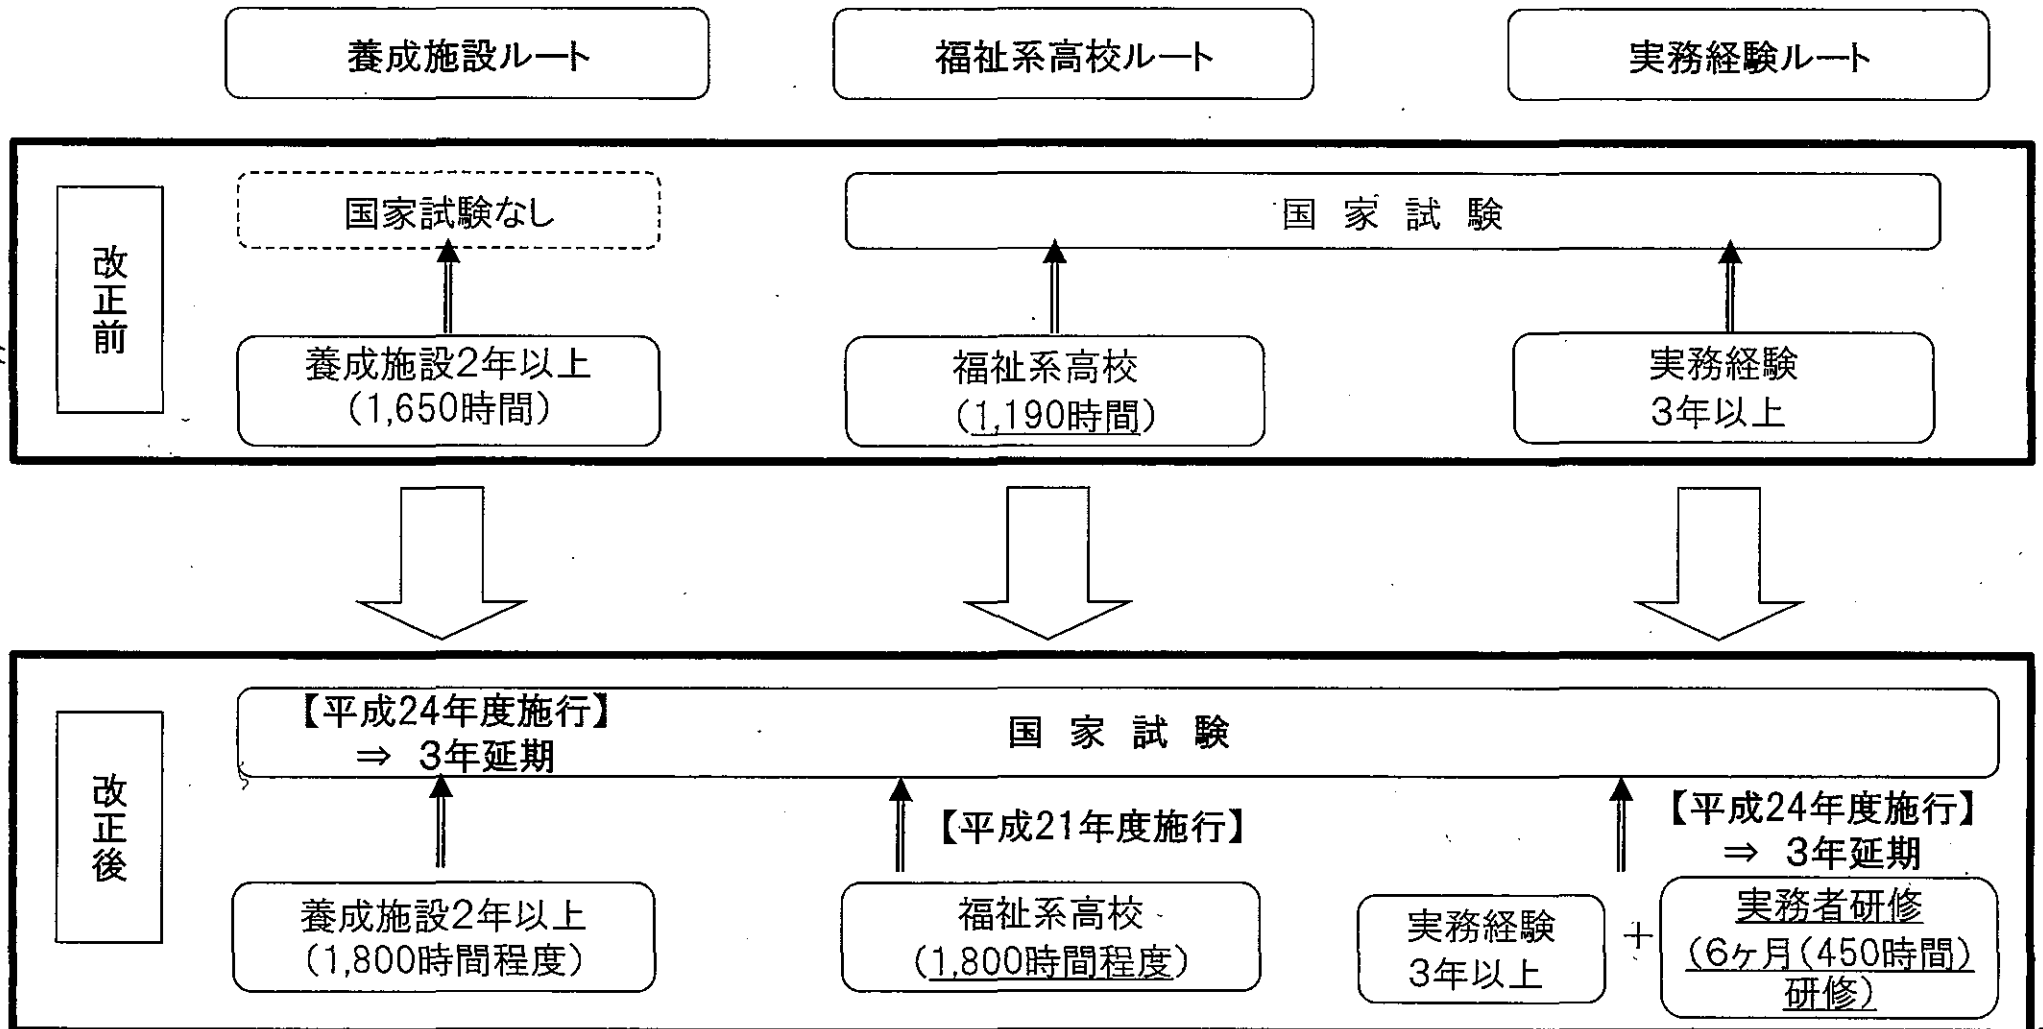 養成施設ルート
福祉系高校ルート
実務経験ルート
改正前
国家試験なし
国家試験
養成施設2年以上
(1,650時間)
福祉系高校
(1,190時間)
実務経験
3年以上
改正後
【平成24年度施行】
⇒ 3年延期
国家試験
【平成21年度施行】
【平成24年度施行】
⇒ 3年延期
養成施設2年以上
(1,800時間程度)
福祉系高校
(1,800時間程度)
実務経験
3年以上
+
実務者研修
(6ヶ月(450時間)
研修)